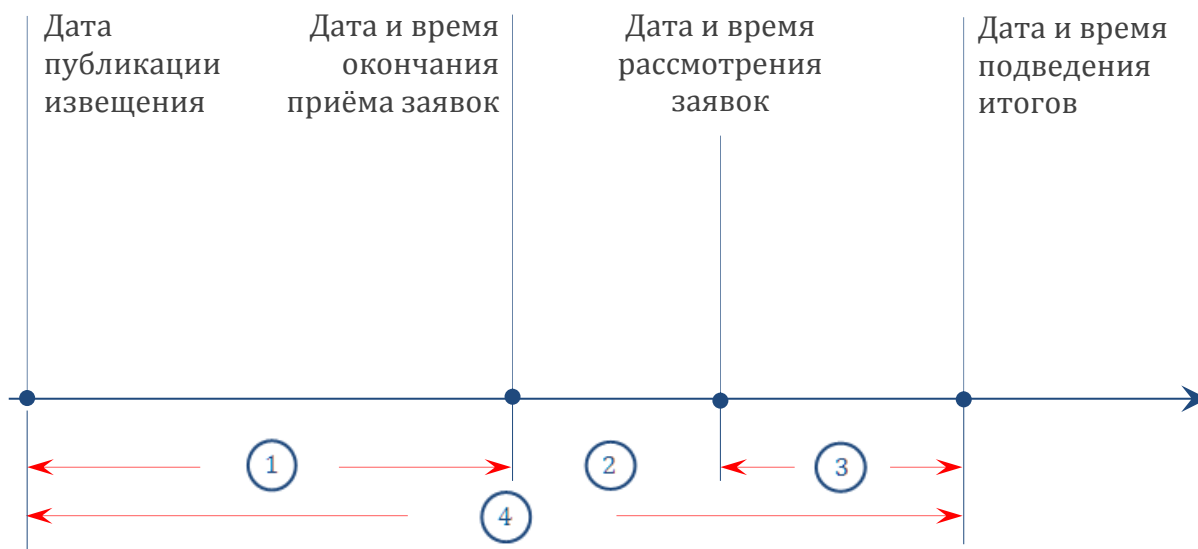 Дата
публикации
извещения
Дата и время
окончания
приёма заявок
Дата и время
рассмотрения
заявок
Дата и время
подведения
итогов
1
2
3
4